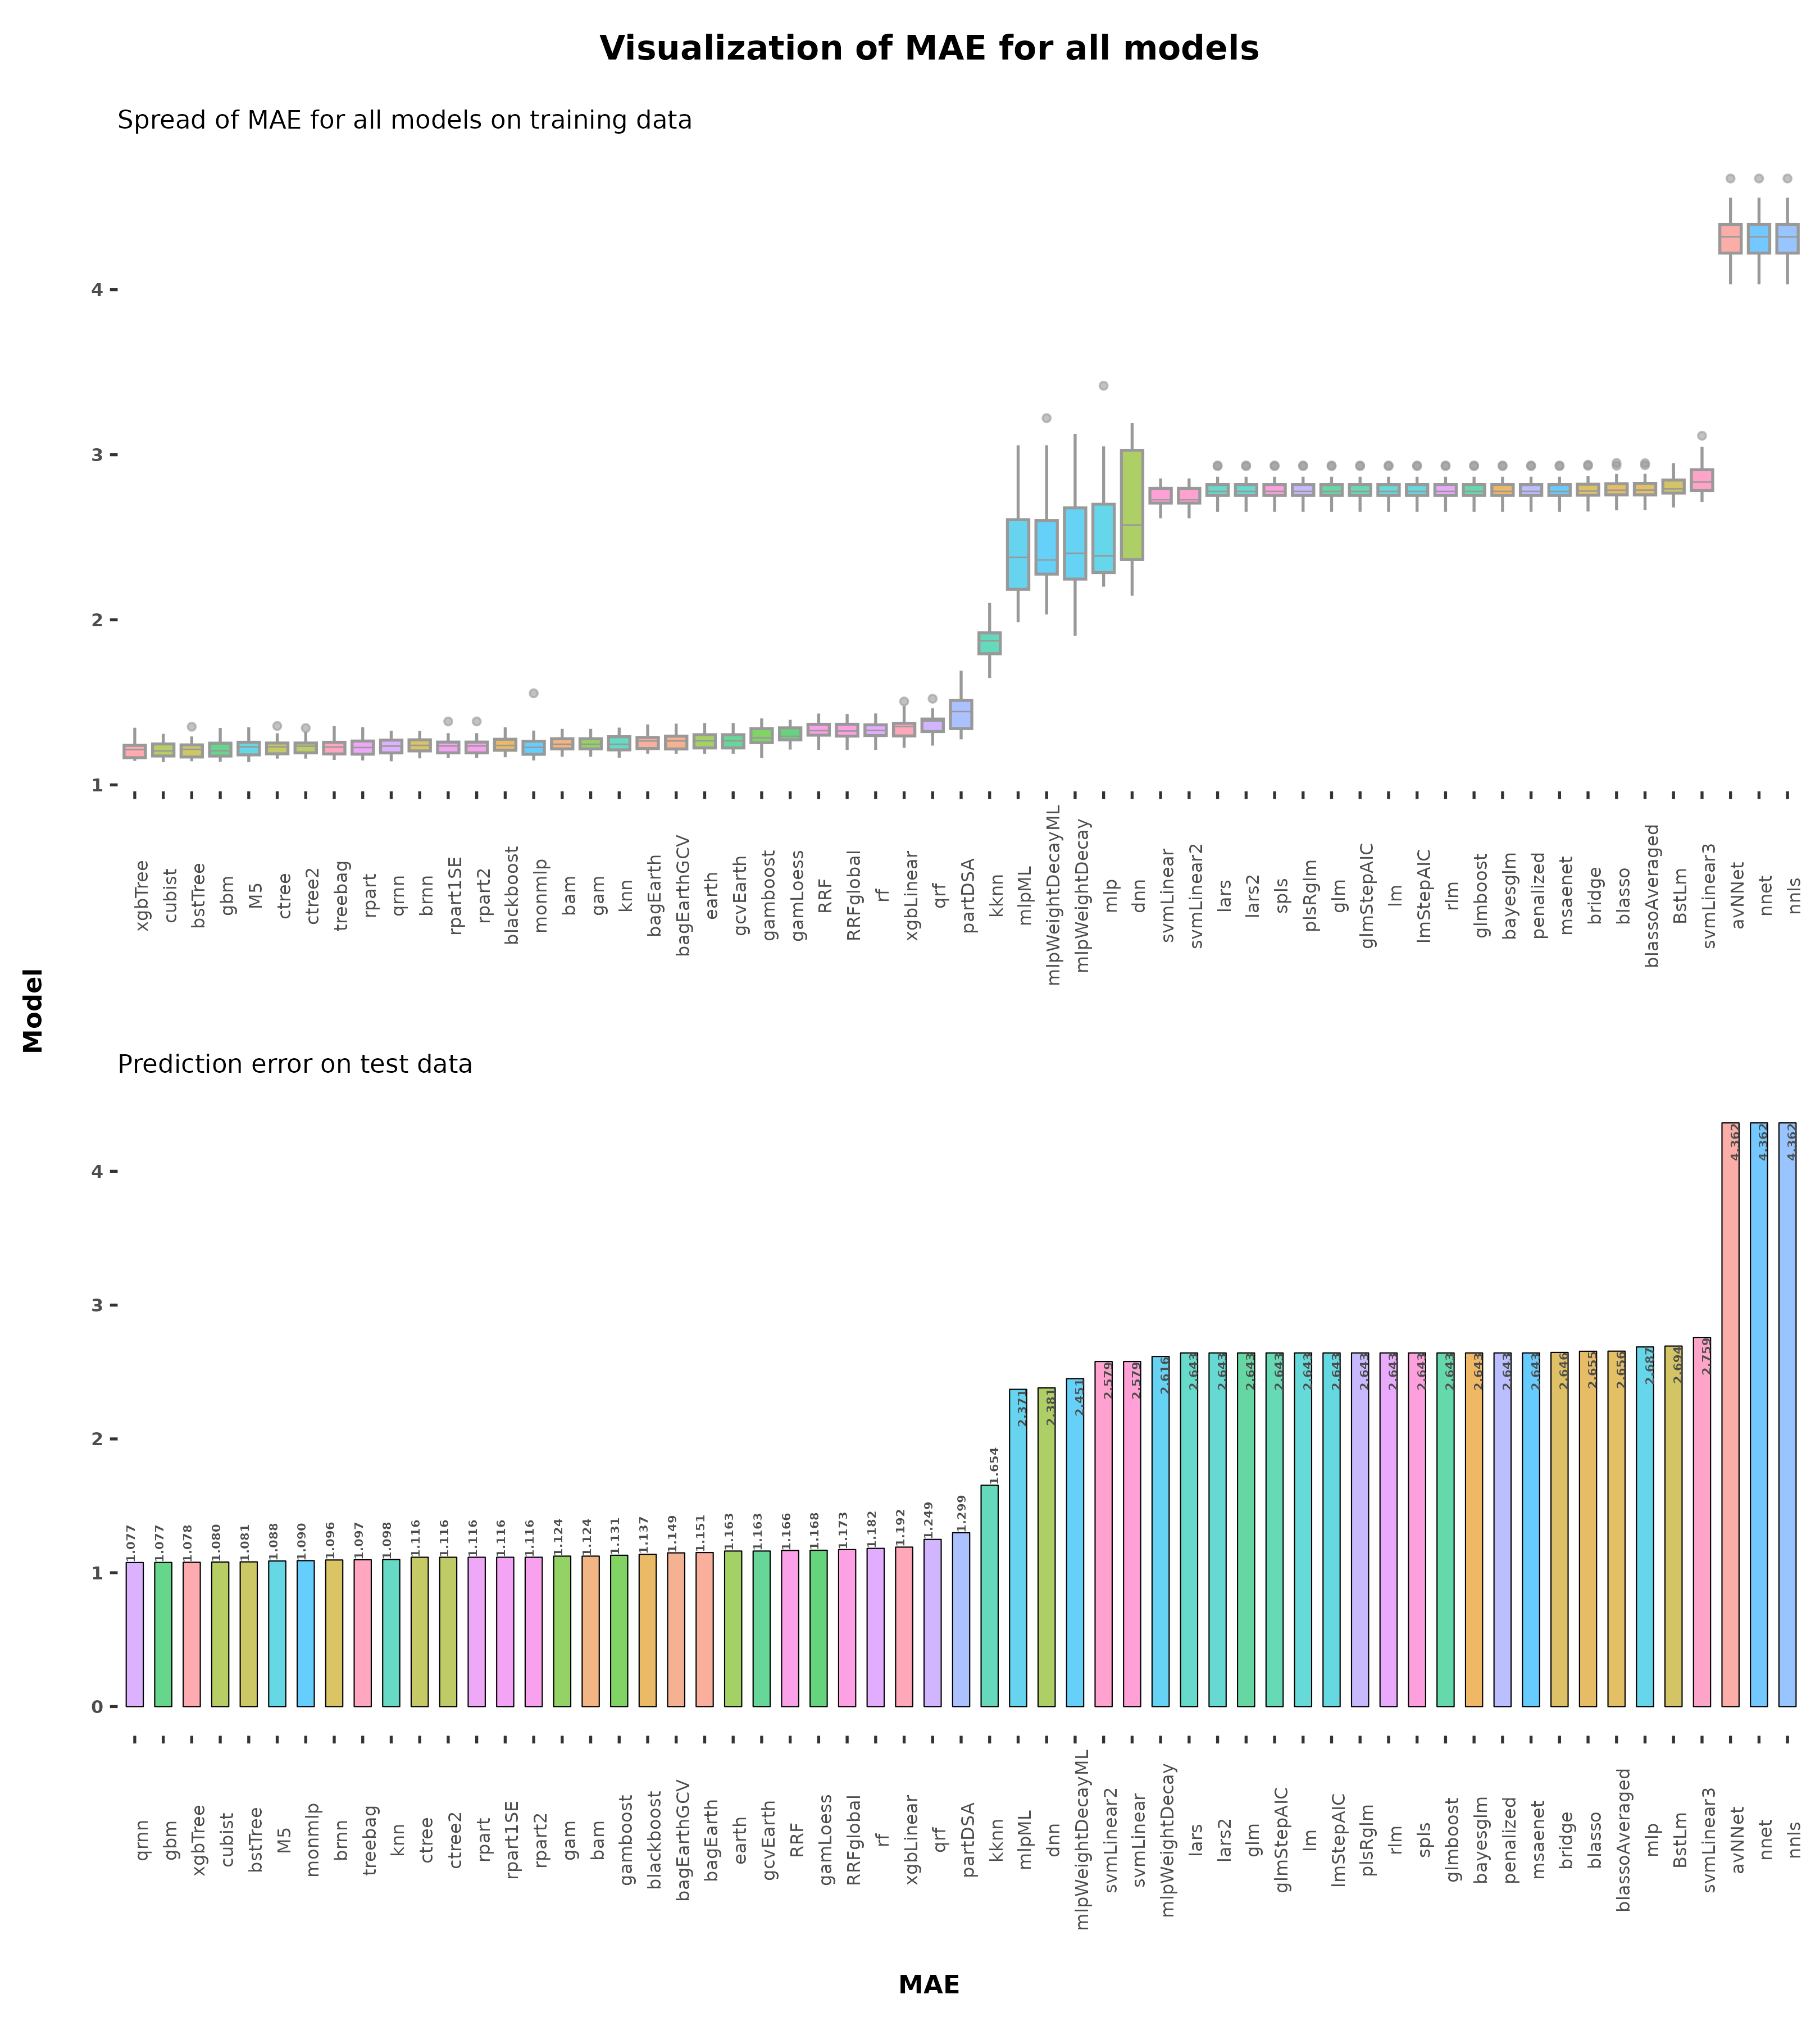 Visualization of MAE for all models
Spread of MAE for all models on training data
4
3
2
1
xgbTree
cubist
bstTree
gbm
M5
ctree
ctree2
treebag
rpart
qrnn
brnn
rpart1SE
rpart2
blackboost
monmlp
bam
gam
knn
bagEarth
bagEarthGCV
earth
gcvEarth
gamboost
gamLoess
RRF
RRFglobal
rf
xgbLinear
qrf
partDSA
kknn
mlpML
mlpWeightDecayML
mlpWeightDecay
mlp
dnn
svmLinear
svmLinear2
lars
lars2
spls
plsRglm
glm
glmStepAIC
lm
lmStepAIC
rlm
glmboost
bayesglm
penalized
msaenet
bridge
blasso
blassoAveraged
BstLm
svmLinear3
avNNet
nnet
nnls
Model
Prediction error on test data
4
3
2
1
0
1.077
1.077
1.078
1.080
1.081
1.088
1.090
1.096
1.097
1.098
1.116
1.116
1.116
1.116
1.116
1.124
1.124
1.131
1.137
1.149
1.151
1.163
1.163
1.166
1.168
1.173
1.182
1.192
1.249
1.299
1.654
2.371
2.381
2.451
2.579
2.579
2.616
2.643
2.643
2.643
2.643
2.643
2.643
2.643
2.643
2.643
2.643
2.643
2.643
2.643
2.646
2.655
2.656
2.687
2.694
2.759
4.362
4.362
4.362
qrnn
gbm
xgbTree
cubist
bstTree
M5
monmlp
brnn
treebag
knn
ctree
ctree2
rpart
rpart1SE
rpart2
gam
bam
gamboost
blackboost
bagEarthGCV
bagEarth
earth
gcvEarth
RRF
gamLoess
RRFglobal
rf
xgbLinear
qrf
partDSA
kknn
mlpML
dnn
mlpWeightDecayML
svmLinear2
svmLinear
mlpWeightDecay
lars
lars2
glm
glmStepAIC
lm
lmStepAIC
plsRglm
rlm
spls
glmboost
bayesglm
penalized
msaenet
bridge
blasso
blassoAveraged
mlp
BstLm
svmLinear3
avNNet
nnet
nnls
MAE